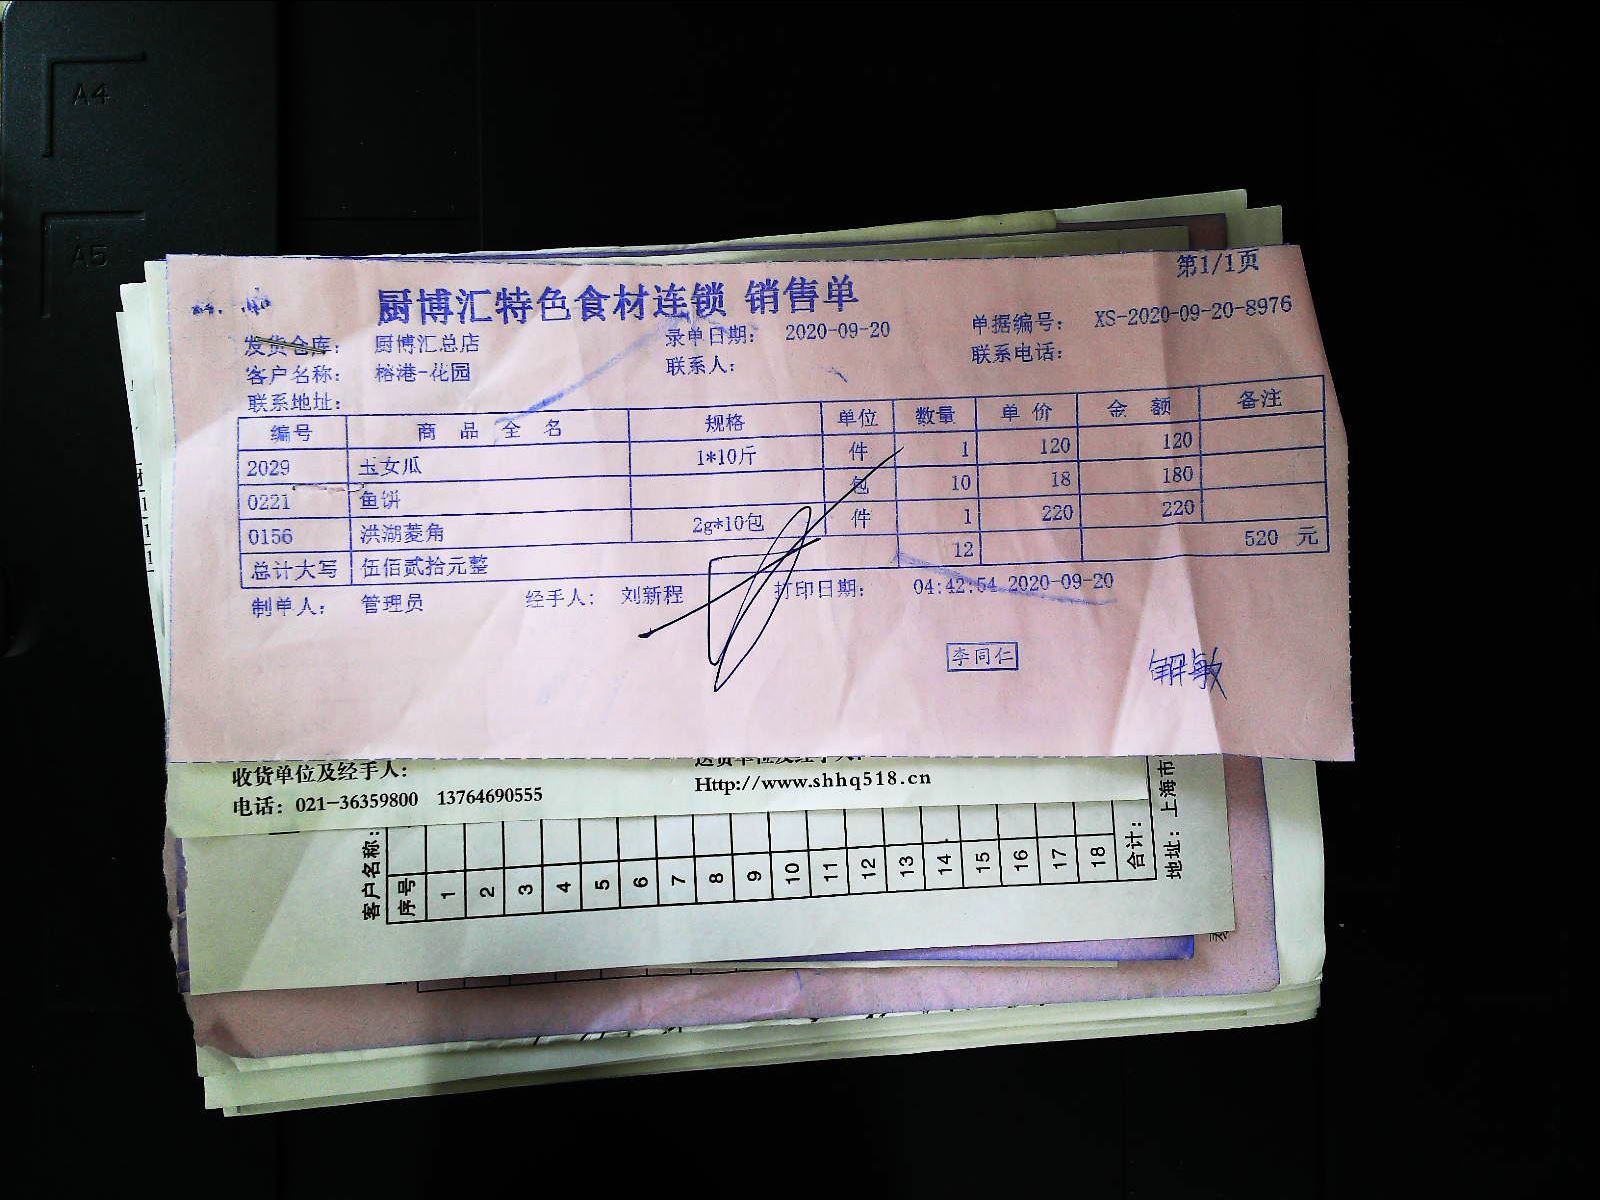 A4
A5
第1/1页
厨博汇特色食材连锁 销售单
发货仓库: 厨博汇总店 录单日期: 2020-09-20 单据编号: XS-2020-09-20-8976
客户名称: 榕港-花园 联系人: 联系电话:
联系地址:
编号 商品全名 规格 单位 数量 单价 金额 备注
2029 玉女瓜 1*10斤 件 1 120 120
0221 鱼饼 包 10 18 180
0156 洪湖菱角 2g*10包 件 1 220 220
总计大写 伍佰贰拾元整 12 520 元
制单人: 管理员 经手人: 刘新程 打印日期: 04:42:54 2020-09-20
李同仁
收货单位及经手人: 送货单位及经手人:
电话: 021-36359800 13764690555 Http://www.shhq518.cn
客户名称:
序号 1 2 3 4 5 6 7 8 9 10 11 12 13 14 15 16 17 18 合计:
地址: 上海市